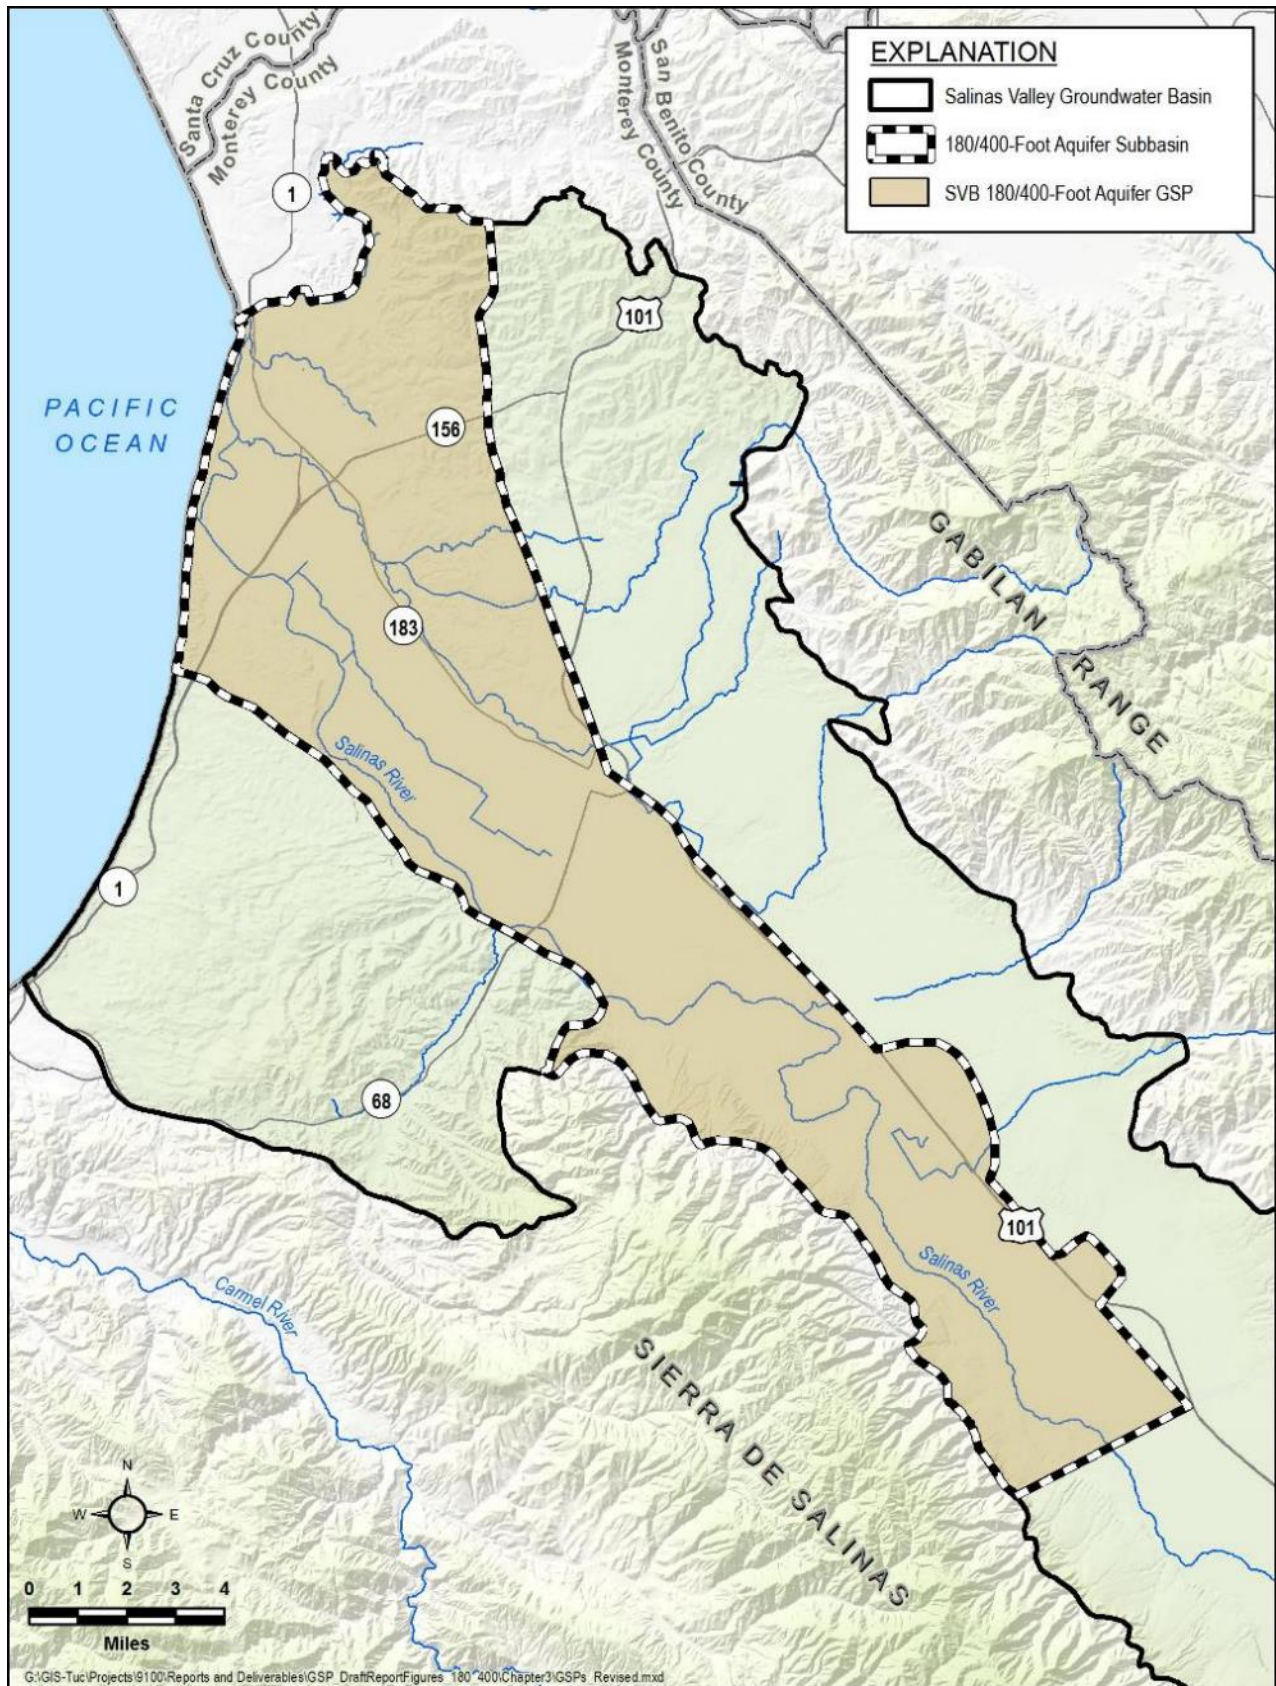 Santa Cruz County
Monterey County
Monterey County
San Benito County
EXPLANATION
Salinas Valley Groundwater Basin
180/400-Foot Aquifer Subbasin
SVB 180/400-Foot Aquifer GSP
1
101
PACIFIC
OCEAN
156
GABILAN
RANGE
183
Salinas River
1
68
101
Salinas River
Carmel River
SIERRA DE SALINAS
N
W E
S
0 1 2 3 4
Miles
G:\GIS-Tuc\Projects\9100\Reports and Deliverables\GSP_DraftReportFigures_180_400\Chapter3\GSPs_Revised.mxd